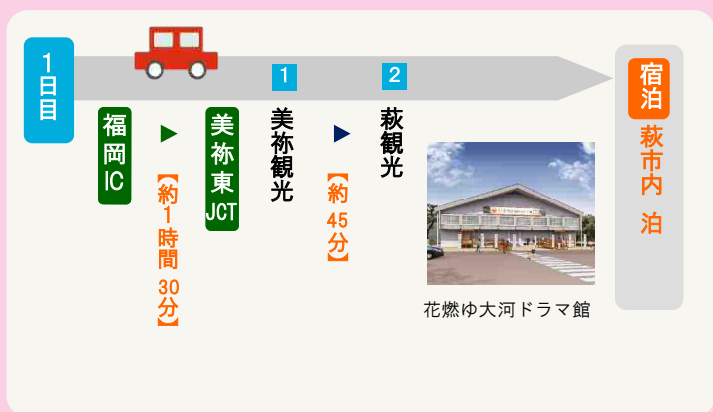 1日目
福岡IC
【約1時間30分】
美祢東JCT
1
美祢観光
【約45分】
2
萩観光
花燃ゆ大河ドラマ館
宿泊
萩市内 泊